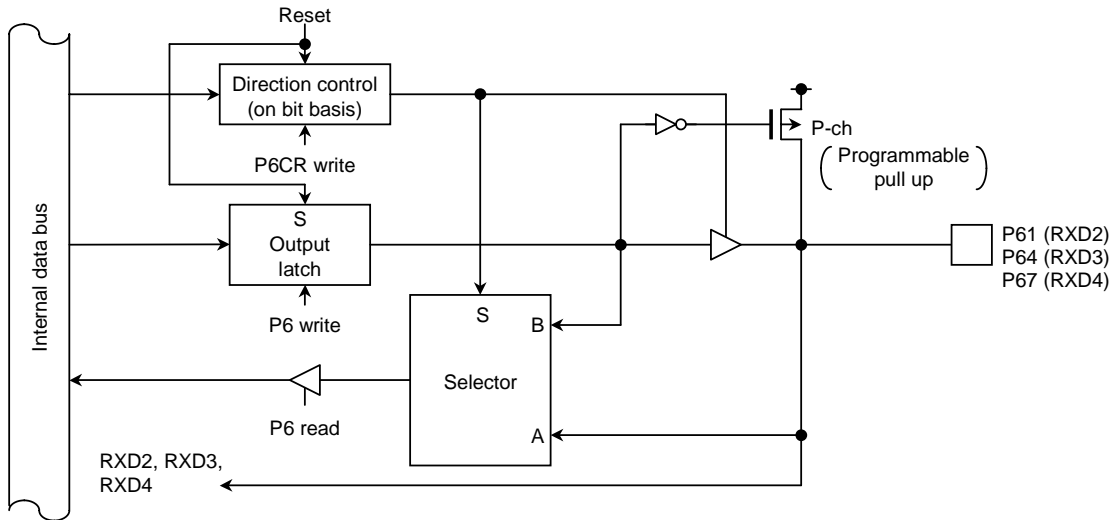 Reset
Direction control
(on bit basis)
P-ch
P6CR write
(Programmable
pull up)
S
Output
latch
P61 (RXD2)
P64 (RXD3)
P67 (RXD4)
Internal data bus
P6 write
S
B
Selector
P6 read
A
RXD2, RXD3,
RXD4